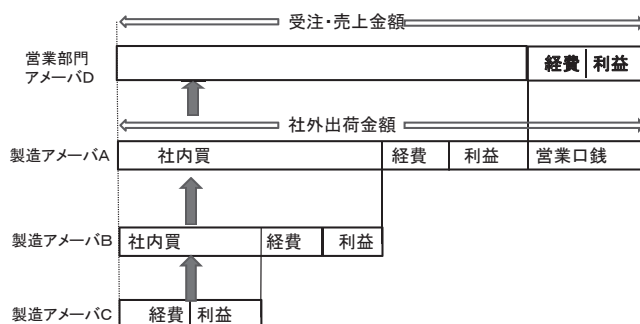 受注・売上金額
営業部門
アメーバD
経費 利益
社外出荷金額
製造アメーバA
社内買 経費 利益 営業口銭
製造アメーバB
社内買 経費 利益
製造アメーバC
経費 利益